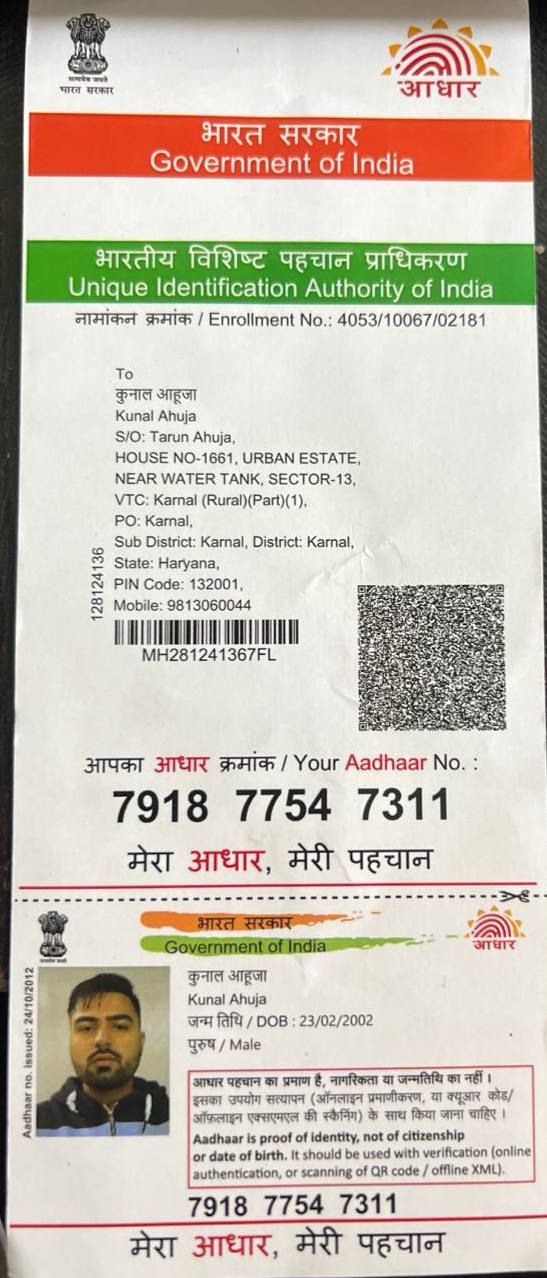 सत्यमेव जयते
भारत सरकार
आधार
भारत सरकार
Government of India
भारतीय विशिष्ट पहचान प्राधिकरण
Unique Identification Authority of India
नामांकन क्रमांक / Enrollment No.: 4053/10067/02181
To
कुनाल आहूजा
Kunal Ahuja
S/O: Tarun Ahuja,
HOUSE NO-1661, URBAN ESTATE,
NEAR WATER TANK, SECTOR-13,
VTC: Karnal (Rural)(Part)(1),
PO: Karnal,
Sub District: Karnal, District: Karnal,
State: Haryana,
PIN Code: 132001,
Mobile: 9813060044
128124136
MH281241367FL
आपका आधार क्रमांक / Your Aadhaar No. :
7918 7754 7311
मेरा आधार, मेरी पहचान
भारत सरकार
Government of India
आधार
Aadhaar no. issued: 24/10/2012
कुनाल आहूजा
Kunal Ahuja
जन्म तिथि / DOB : 23/02/2002
पुरुष / Male
आधार पहचान का प्रमाण है, नागरिकता या जन्मतिथि का नहीं ।
इसका उपयोग सत्यापन (ऑनलाइन प्रमाणीकरण, या क्यूआर कोड/
ऑफ़लाइन एक्सएमएल की स्कैनिंग) के साथ किया जाना चाहिए ।
Aadhaar is proof of identity, not of citizenship
or date of birth. It should be used with verification (online
authentication, or scanning of QR code / offline XML).
7918 7754 7311
मेरा आधार, मेरी पहचान